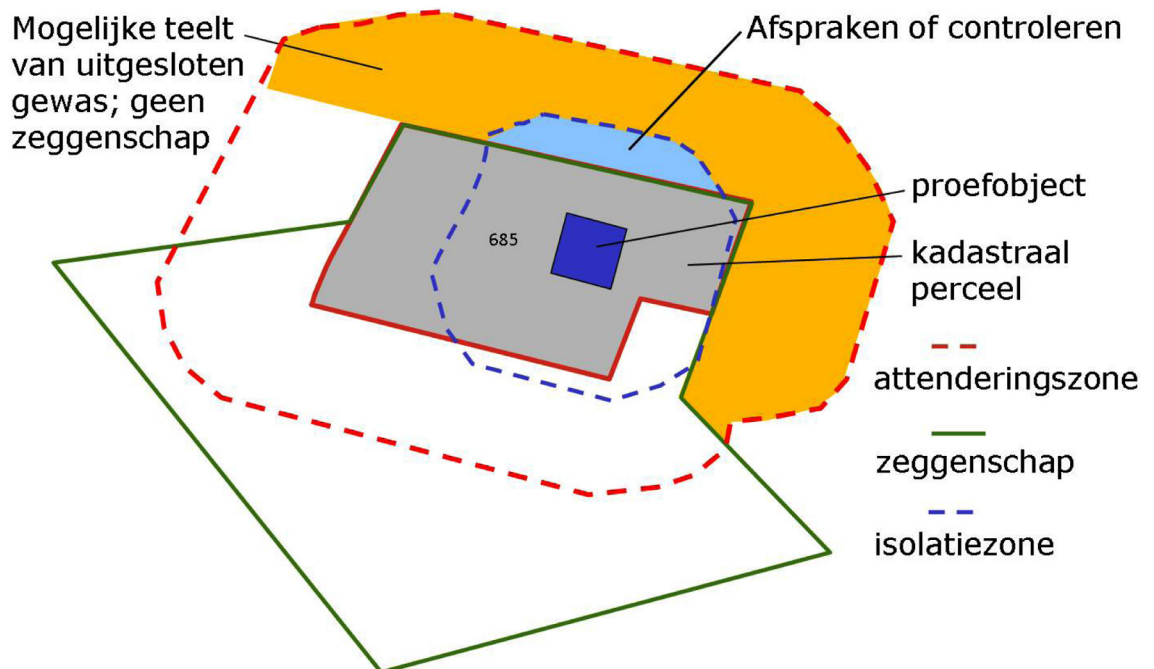 Mogelijke teelt
van uitgesloten
gewas; geen
zeggenschap
Afspraken of controleren
proefobject
685
kadastraal
perceel
attenderingszone
zeggenschap
isolatiezone